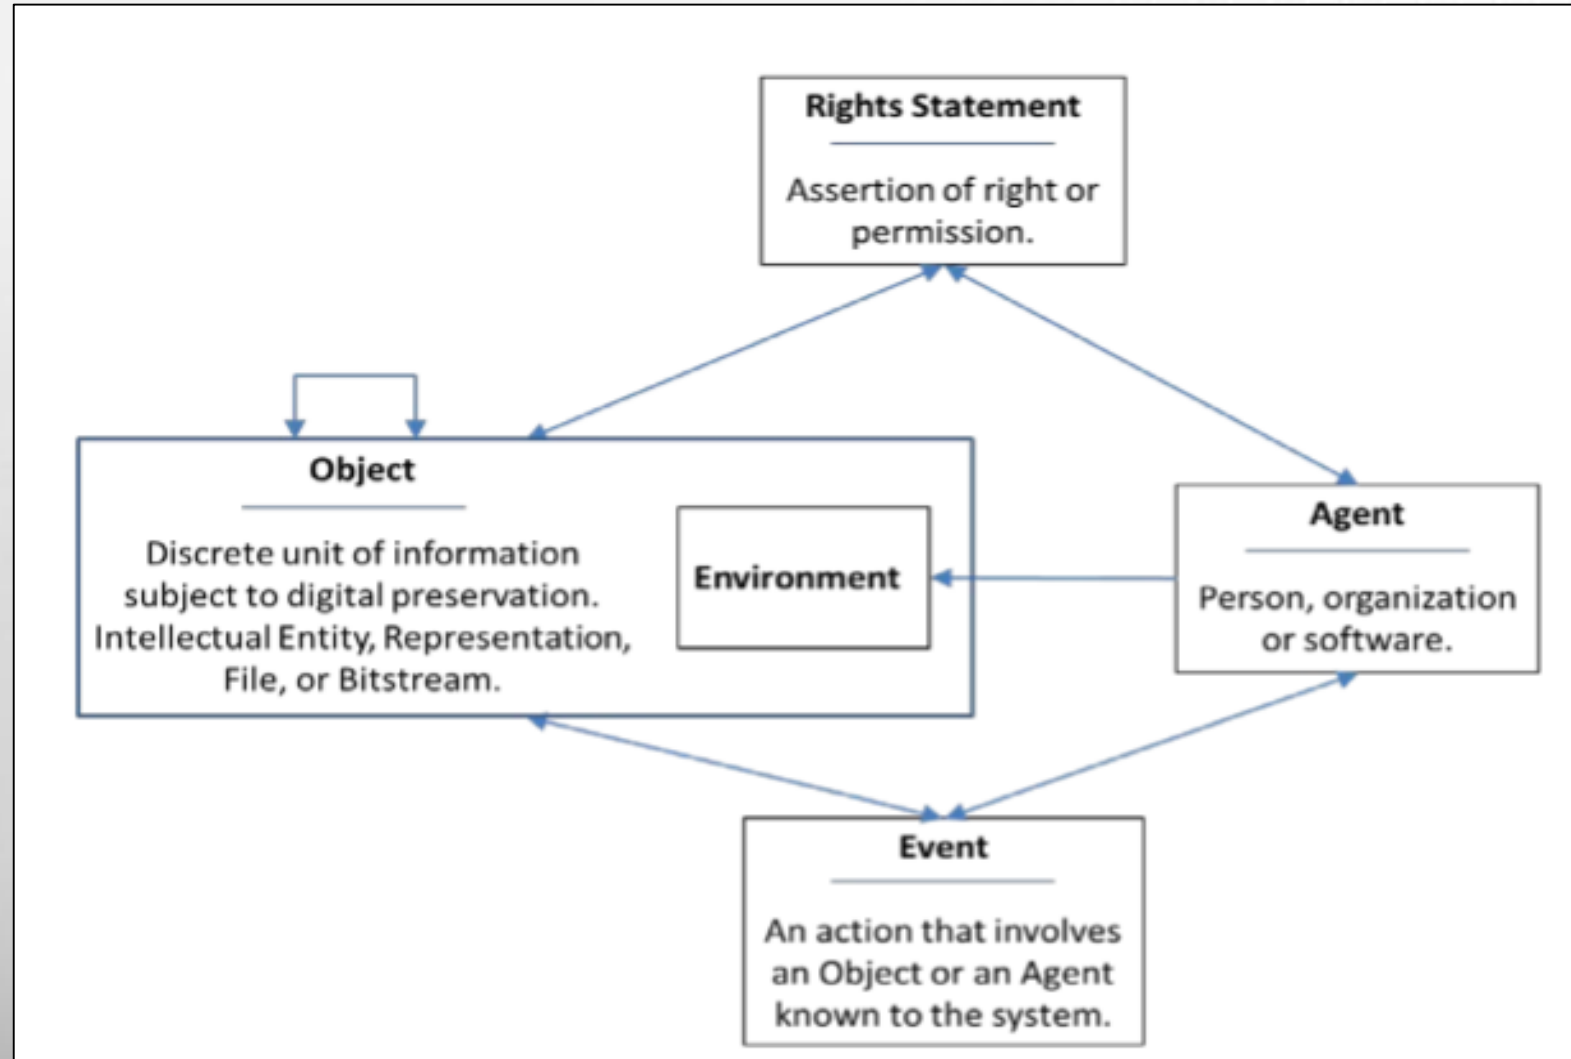 Rights Statement
Assertion of right or
permission.
Object
Discrete unit of information
subject to digital preservation.
Intellectual Entity, Representation,
File, or Bitstream.
Environment
Agent
Person, organization
or software.
Event
An action that involves
an Object or an Agent
known to the system.